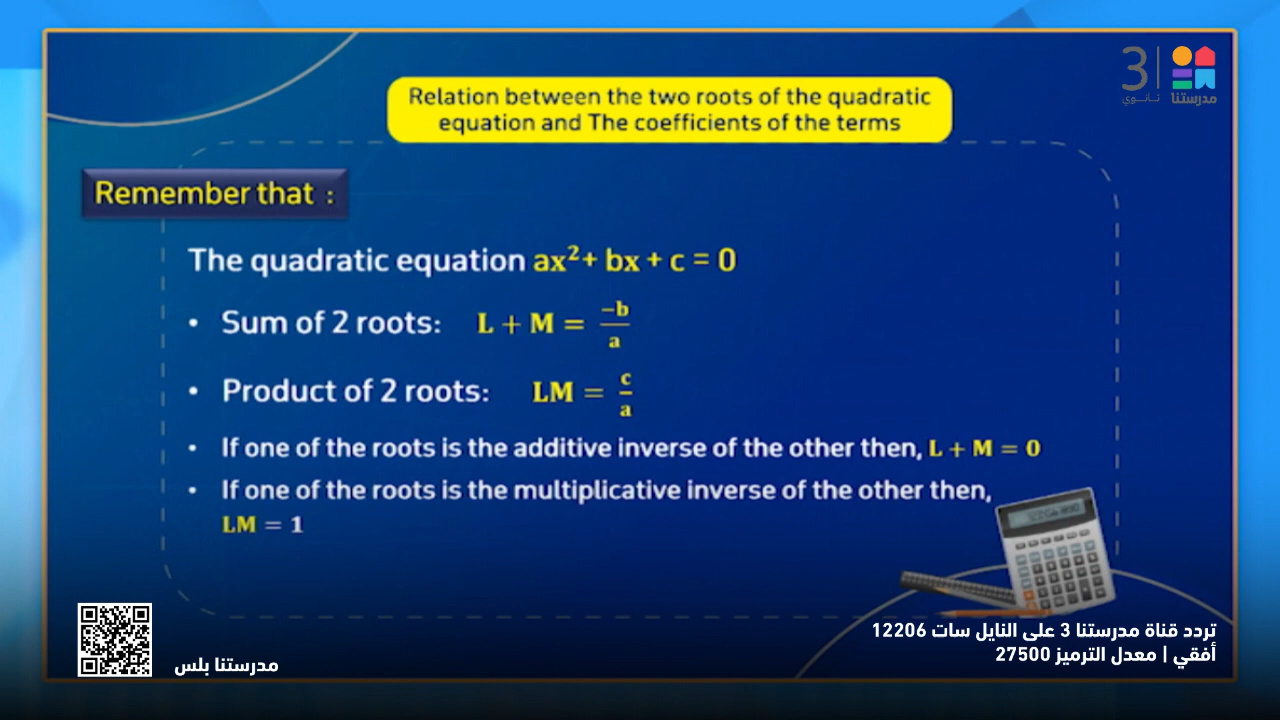 3
ثانوي
مدرستنا
Relation between the two roots of the quadratic
equation and The coefficients of the terms
Remember that :
The quadratic equation ax²+ bx + c = 0
• Sum of 2 roots: L + M = −b/a
• Product of 2 roots: LM = c/a
• If one of the roots is the additive inverse of the other then, L + M = 0
• If one of the roots is the multiplicative inverse of the other then,
LM = 1
تردد قناة مدرستنا 3 على النايل سات 12206
أفقي | معدل الترميز 27500
مدرستنا بلس